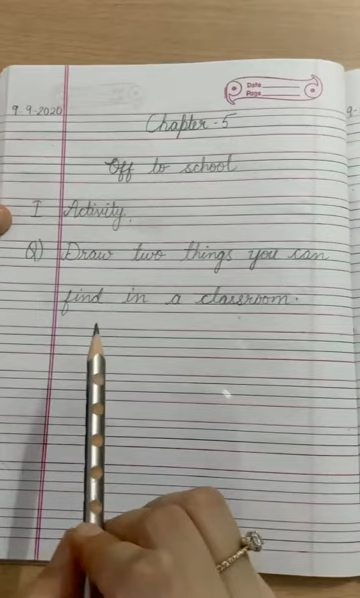 Date
Page
9-9-2020
Chapter-5
Off to school
I Activity.
Q) Draw two things you can
find in a classroom.
9-